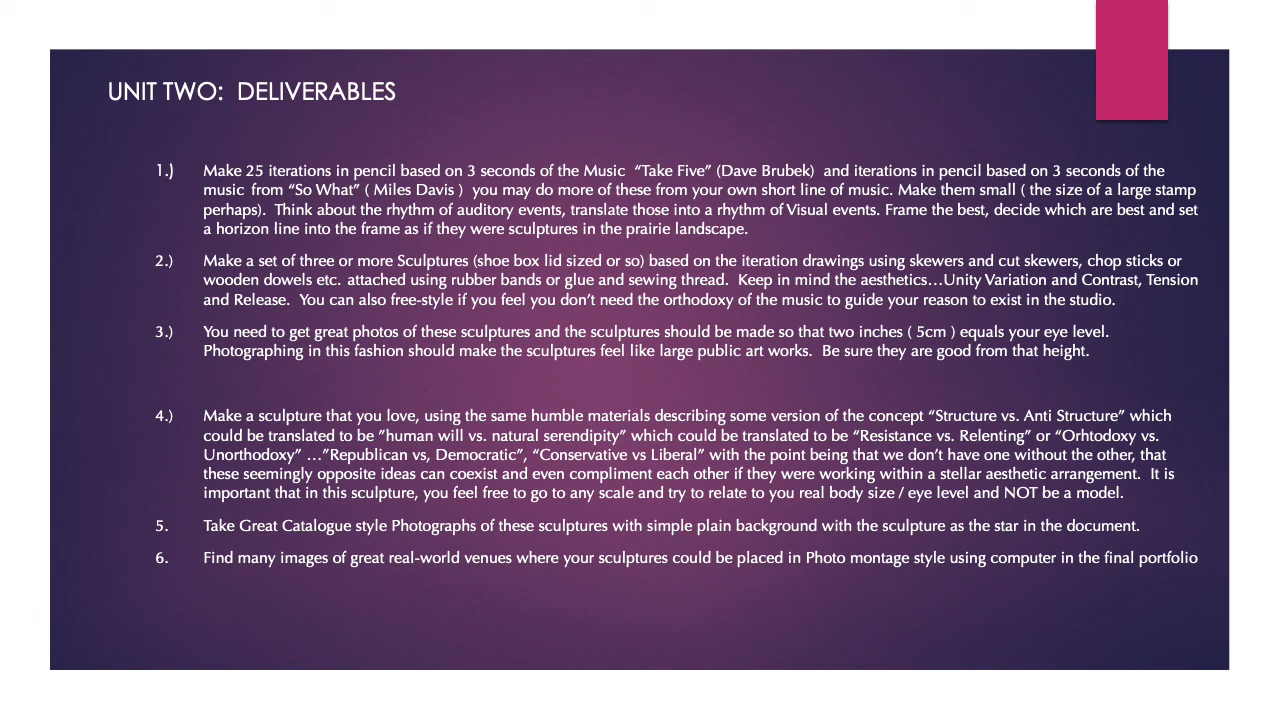 UNIT TWO:  DELIVERABLES
1.)	Make 25 iterations in pencil based on 3 seconds of the Music  “Take Five” (Dave Brubek)  and iterations in pencil based on 3 seconds of the
music  from “So What” ( Miles Davis )  you may do more of these from your own short line of music. Make them small ( the size of a large stamp
perhaps).  Think about the rhythm of auditory events, translate those into a rhythm of Visual events. Frame the best, decide which are best and set
a horizon line into the frame as if they were sculptures in the prairie landscape.
2.)	Make a set of three or more Sculptures (shoe box lid sized or so) based on the iteration drawings using skewers and cut skewers, chop sticks or
wooden dowels etc. attached using rubber bands or glue and sewing thread.  Keep in mind the aesthetics…Unity Variation and Contrast, Tension
and Release.  You can also free-style if you feel you don’t need the orthodoxy of the music to guide your reason to exist in the studio.
3.)	You need to get great photos of these sculptures and the sculptures should be made so that two inches ( 5cm ) equals your eye level.
Photographing in this fashion should make the sculptures feel like large public art works.  Be sure they are good from that height.
4.)	Make a sculpture that you love, using the same humble materials describing some version of the concept “Structure vs. Anti Structure” which
could be translated to be ”human will vs. natural serendipity” which could be translated to be “Resistance vs. Relenting” or “Orhtodoxy vs.
Unorthodoxy” …”Republican vs, Democratic”, “Conservative vs Liberal” with the point being that we don’t have one without the other, that
these seemingly opposite ideas can coexist and even compliment each other if they were working within a stellar aesthetic arrangement.  It is
important that in this sculpture, you feel free to go to any scale and try to relate to you real body size / eye level and NOT be a model.
5.	Take Great Catalogue style Photographs of these sculptures with simple plain background with the sculpture as the star in the document.
6.	Find many images of great real-world venues where your sculptures could be placed in Photo montage style using computer in the final portfolio